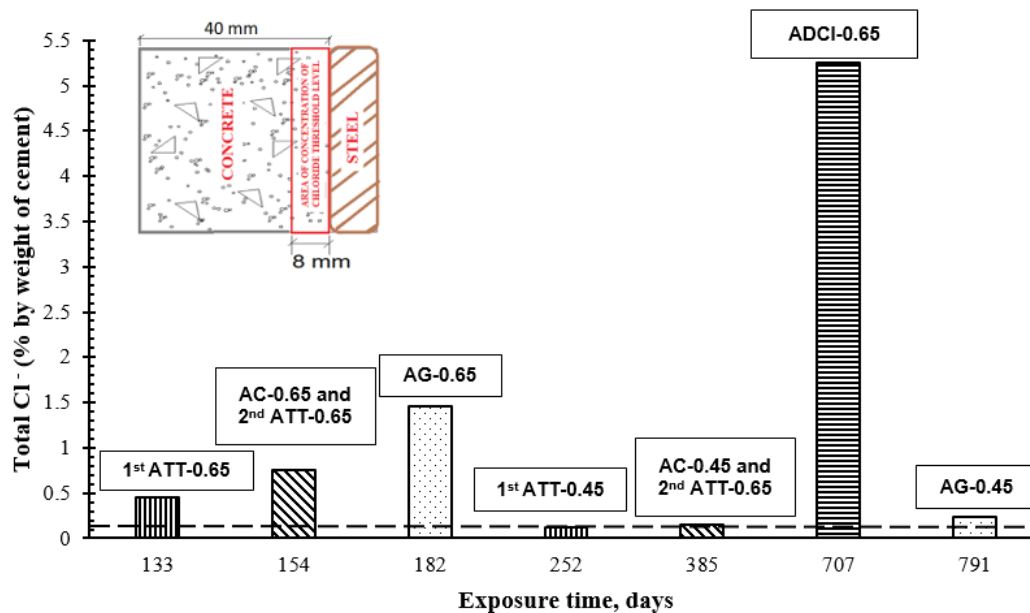 40 mm
CONCRETE
AREA OF CONCENTRATION OF
CHLORIDE THRESHOLD LEVEL
STEEL
8 mm
Total Cl⁻ (% by weight of cement)
5.5
5
4.5
4
3.5
3
2.5
2
1.5
1
0.5
0
1st ATT-0.65
AC-0.65 and
2nd ATT-0.65
AG-0.65
1st ATT-0.45
AC-0.45 and
2nd ATT-0.65
ADCI-0.65
AG-0.45
133 154 182 252 385 707 791
Exposure time, days